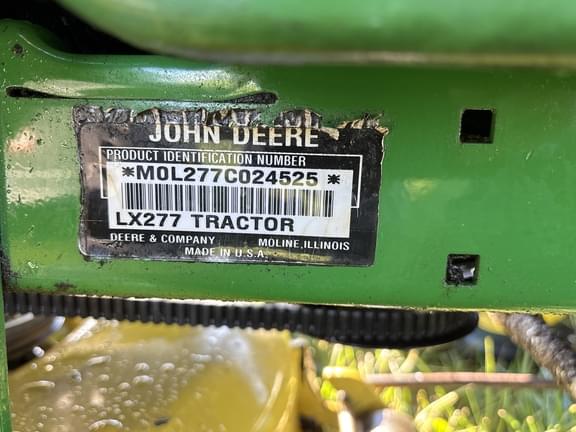 JOHN DEERE
PRODUCT IDENTIFICATION NUMBER
*M0L277C024525*
LX277 TRACTOR
DEERE & COMPANY MOLINE, ILLINOIS
MADE IN U.S.A.